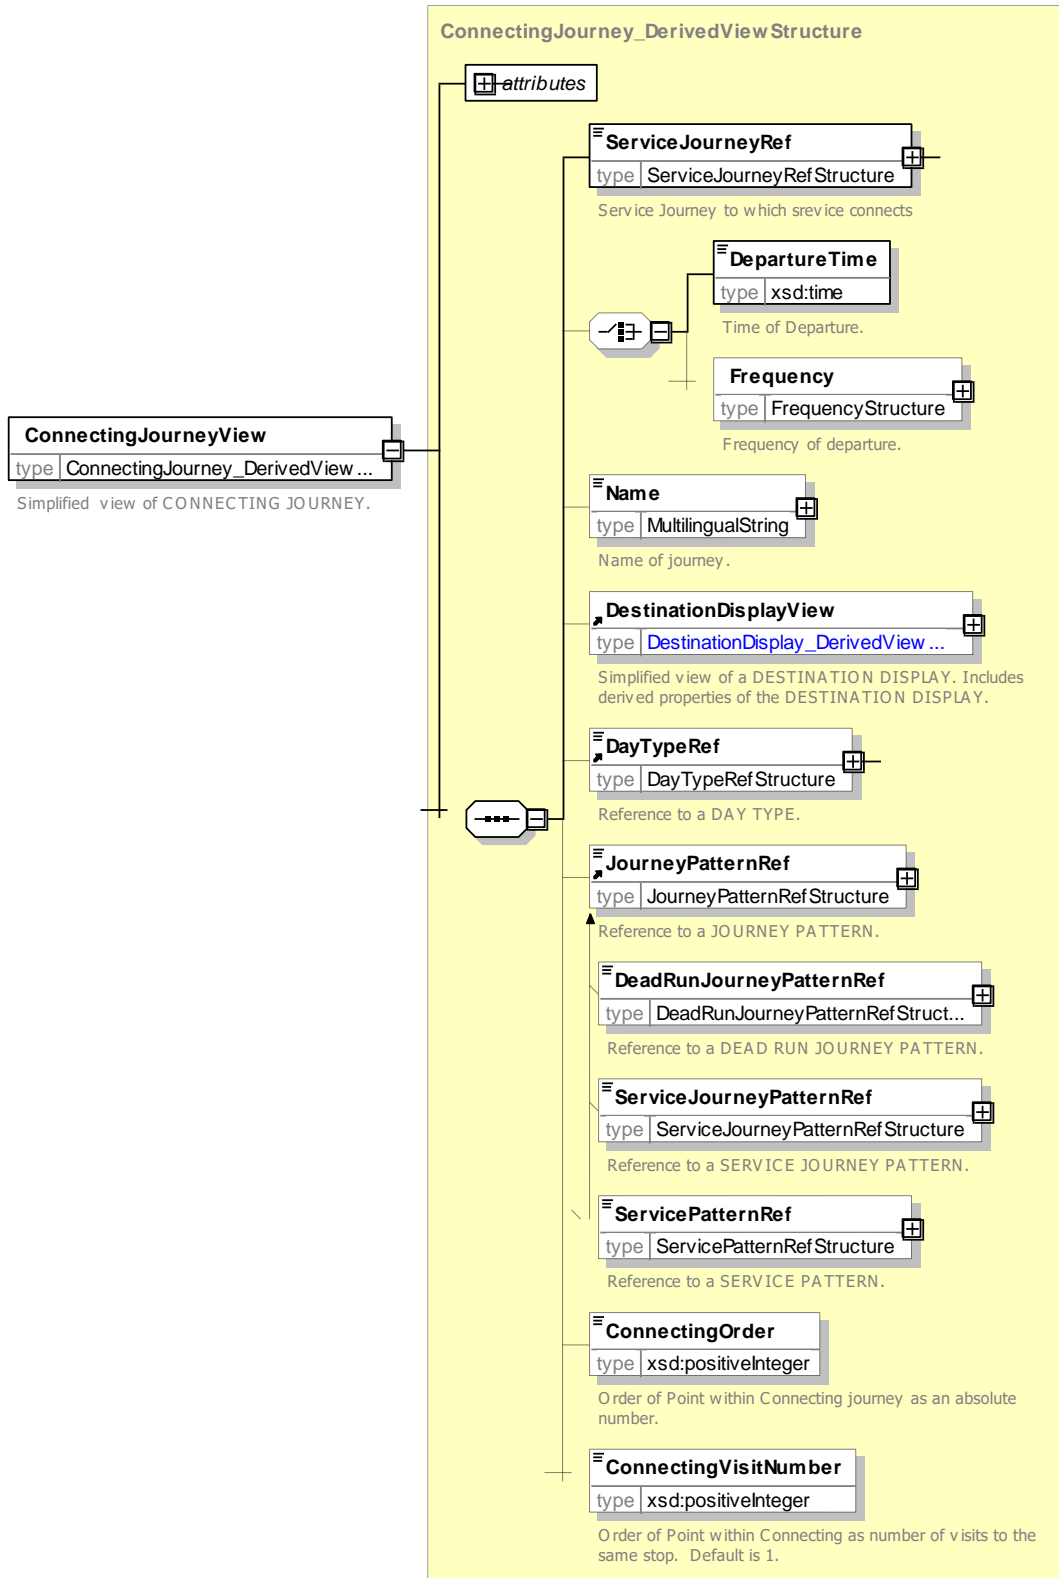 ConnectingJourney_DerivedViewStructure
attributes
ServiceJourneyRef
type ServiceJourneyRefStructure
Service Journey to which srevice connects
DepartureTime
type xsd:time
Time of Departure.
Frequency
type FrequencyStructure
Frequency of departure.
ConnectingJourneyView
type ConnectingJourney_DerivedView...
Simplified view of CONNECTING JOURNEY.
Name
type MultilingualString
Name of journey.
DestinationDisplayView
type DestinationDisplay_DerivedView...
Simplified view of a DESTINATION DISPLAY. Includes
derived properties of the DESTINATION DISPLAY.
DayTypeRef
type DayTypeRefStructure
Reference to a DAY TYPE.
JourneyPatternRef
type JourneyPatternRefStructure
Reference to a JOURNEY PATTERN.
DeadRunJourneyPatternRef
type DeadRunJourneyPatternRefStruct...
Reference to a DEAD RUN JOURNEY PATTERN.
ServiceJourneyPatternRef
type ServiceJourneyPatternRefStructure
Reference to a SERVICE JOURNEY PATTERN.
ServicePatternRef
type ServicePatternRefStructure
Reference to a SERVICE PATTERN.
ConnectingOrder
type xsd:positiveInteger
Order of Point within Connecting journey as an absolute
number.
ConnectingVisitNumber
type xsd:positiveInteger
Order of Point within Connecting as number of visits to the
same stop. Default is 1.